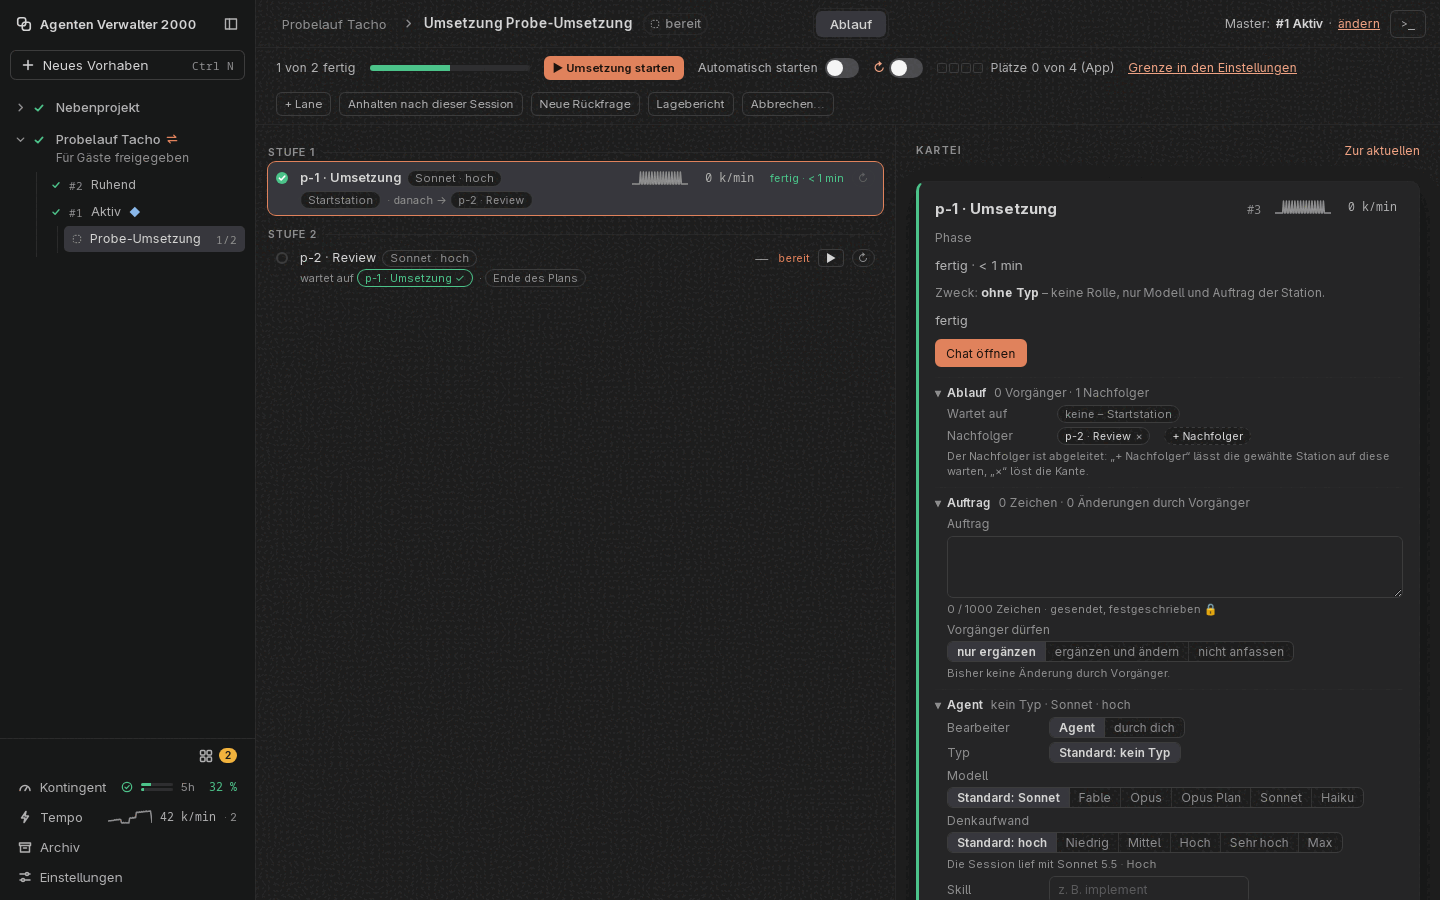 Agenten Verwalter 2000
Neues Vorhaben Ctrl N
Nebenprojekt
Probelauf Tacho
Für Gäste freigegeben
#2 Ruhend
#1 Aktiv
Probe-Umsetzung 1/2
2
Kontingent 5h 32 %
Tempo 42 k/min · 2
Archiv
Einstellungen
Probelauf Tacho Umsetzung Probe-Umsetzung bereit
Ablauf
Master: #1 Aktiv · ändern >_
1 von 2 fertig
Umsetzung starten
Automatisch starten
Plätze 0 von 4 (App)
Grenze in den Einstellungen
+ Lane
Anhalten nach dieser Session
Neue Rückfrage
Lagebericht
Abbrechen…
STUFE 1
p-1 · Umsetzung Sonnet · hoch 0 k/min fertig · < 1 min
Startstation · danach → p-2 · Review
STUFE 2
p-2 · Review Sonnet · hoch — bereit
wartet auf p-1 · Umsetzung ✓ · Ende des Plans
KARTEI Zur aktuellen
p-1 · Umsetzung #3 0 k/min
Phase
fertig · < 1 min
Zweck: ohne Typ – keine Rolle, nur Modell und Auftrag der Station.
fertig
Chat öffnen
▾ Ablauf 0 Vorgänger · 1 Nachfolger
Wartet auf keine – Startstation
Nachfolger p-2 · Review × + Nachfolger
Der Nachfolger ist abgeleitet: „+ Nachfolger“ lässt die gewählte Station auf diese
warten, „×“ löst die Kante.
▾ Auftrag 0 Zeichen · 0 Änderungen durch Vorgänger
Auftrag
0 / 1000 Zeichen · gesendet, festgeschrieben 🔒
Vorgänger dürfen
nur ergänzen ergänzen und ändern nicht anfassen
Bisher keine Änderung durch Vorgänger.
▾ Agent kein Typ · Sonnet · hoch
Bearbeiter Agent durch dich
Typ Standard: kein Typ
Modell
Standard: Sonnet Fable Opus Opus Plan Sonnet Haiku
Denkaufwand
Standard: hoch Niedrig Mittel Hoch Sehr hoch Max
Die Session lief mit Sonnet 5.5 · Hoch
Skill z. B. implement